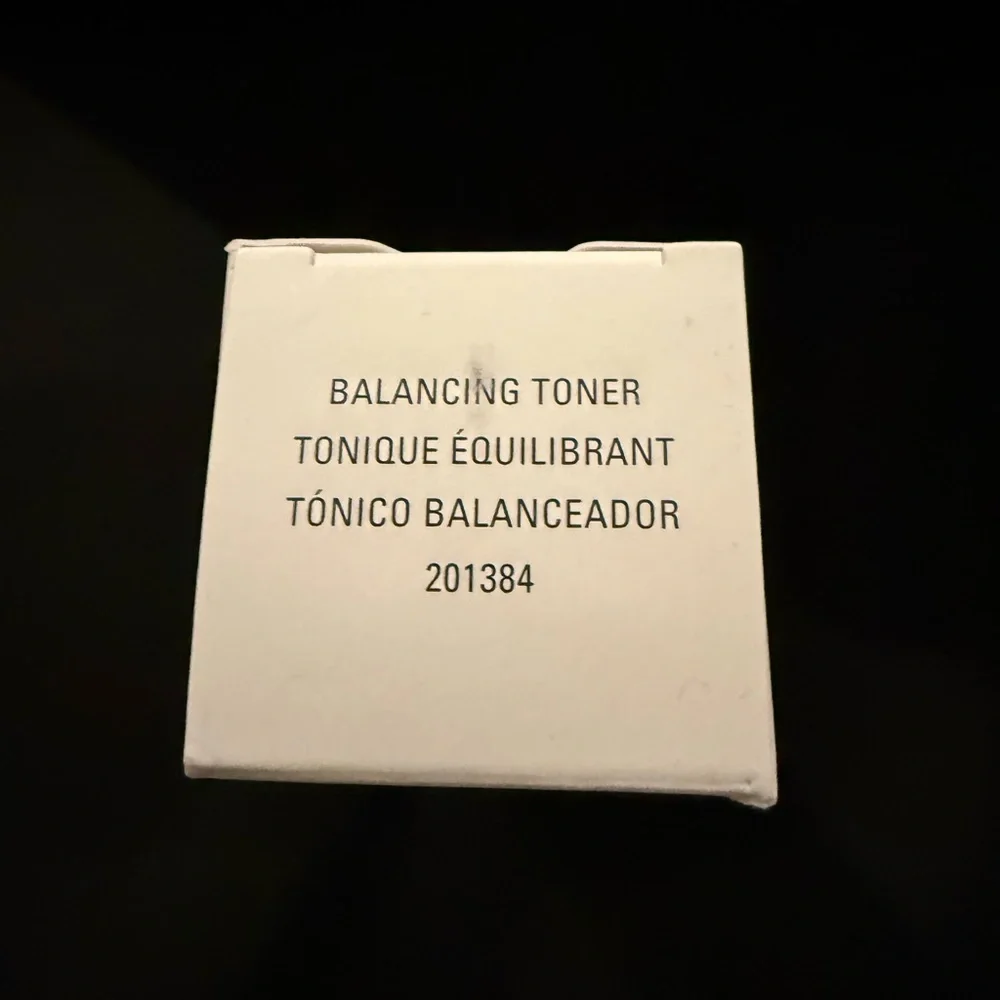 BALANCING TONER
TONIQUE ÉQUILIBRANT
TÓNICO BALANCEADOR
201384